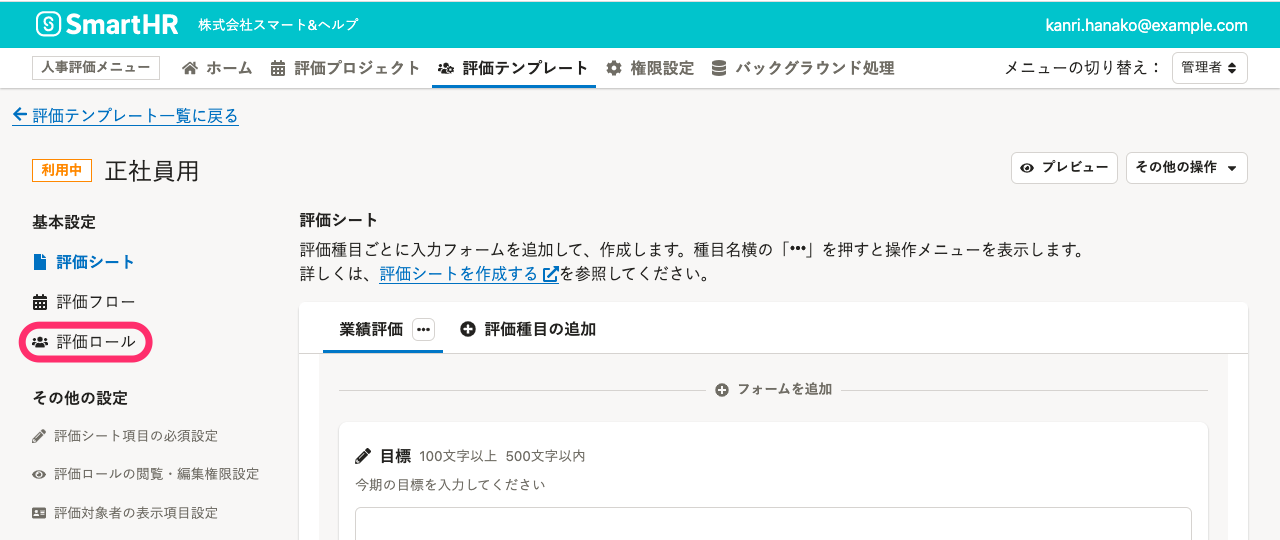 SmartHR 株式会社スマート&ヘルプ kanri.hanako@example.com
人事評価メニュー ホーム 評価プロジェクト 評価テンプレート 権限設定 バックグラウンド処理 メニューの切り替え： 管理者
評価テンプレート一覧に戻る
利用中 正社員用 プレビュー その他の操作
基本設定
評価シート
評価フロー
評価ロール
その他の設定
評価シート項目の必須設定
評価ロールの閲覧・編集権限設定
評価対象者の表示項目設定
評価シート
評価種目ごとに入力フォームを追加して、作成します。種目名横の「•••」を押すと操作メニューを表示します。
詳しくは、評価シートを作成するを参照してください。
業績評価 ••• 評価種目の追加
フォームを追加
目標 100文字以上 500文字以内
今期の目標を入力してください